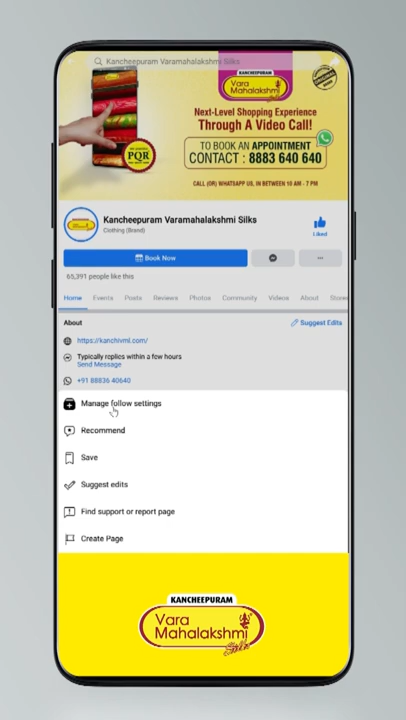 Kancheepuram Varamahalakshmi Silks
KANCHEEPURAM
Vara
Mahalakshmi
Silks
Next-Level Shopping Experience
Through A Video Call!
TO BOOK AN APPOINTMENT
CONTACT : 8883 640 640
PQR
CALL (OR) WHATSAPP US, IN BETWEEN 10 AM - 7 PM
Kancheepuram Varamahalakshmi Silks
Clothing (Brand)
Liked
Book Now
65,391 people like this
Home Events Posts Reviews Photos Community Videos About Stores
About
Suggest Edits
https://kanchivml.com/
Typically replies within a few hours
Send Message
+91 88836 40640
Manage follow settings
Recommend
Save
Suggest edits
Find support or report page
Create Page
KANCHEEPURAM
Vara
Mahalakshmi
Silks